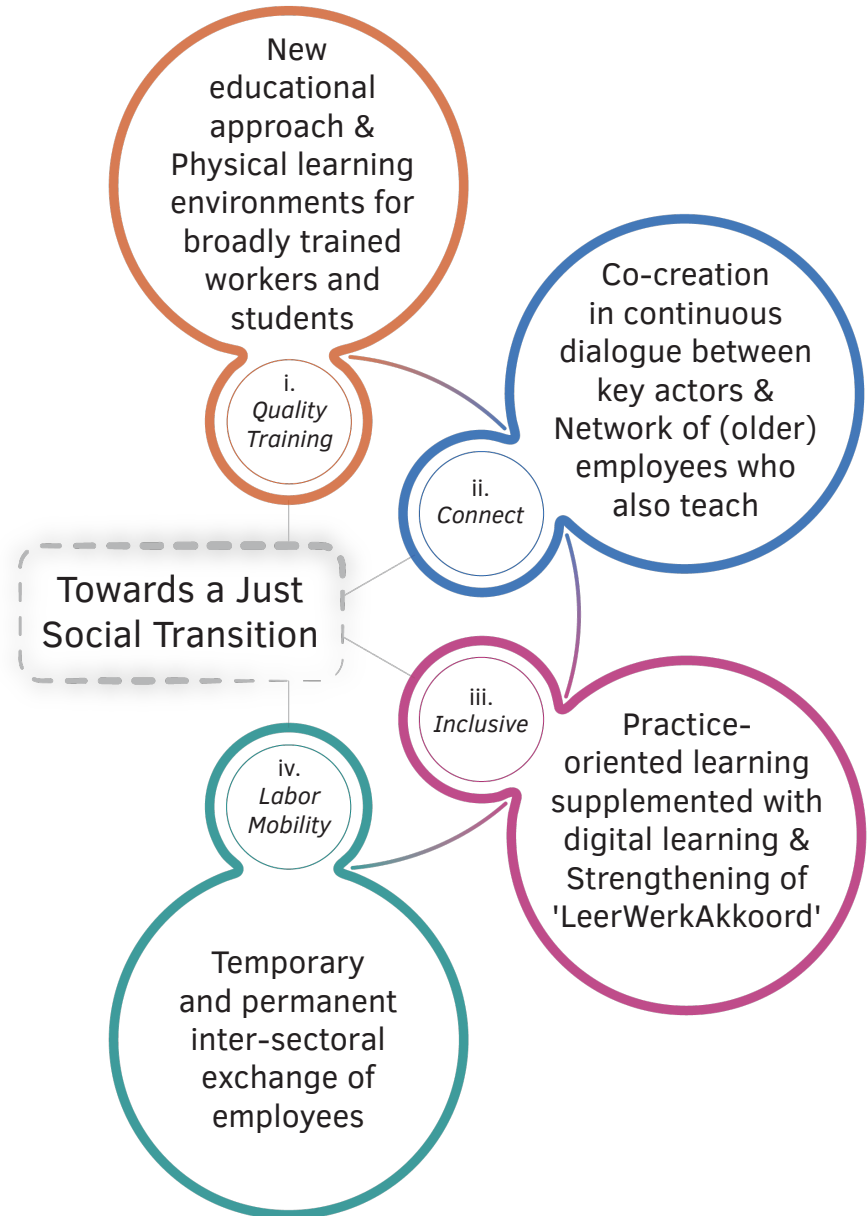 New
educational
approach &
Physical learning
environments for
broadly trained
workers and
students
i.
Quality
Training
Co-creation
in continuous
dialogue between
key actors &
Network of (older)
employees who
also teach
ii.
Connect
Towards a Just
Social Transition
iii.
Inclusive
Practice-
oriented learning
supplemented with
digital learning &
Strengthening of
'LeerWerkAkkoord'
iv.
Labor
Mobility
Temporary
and permanent
inter-sectoral
exchange of
employees